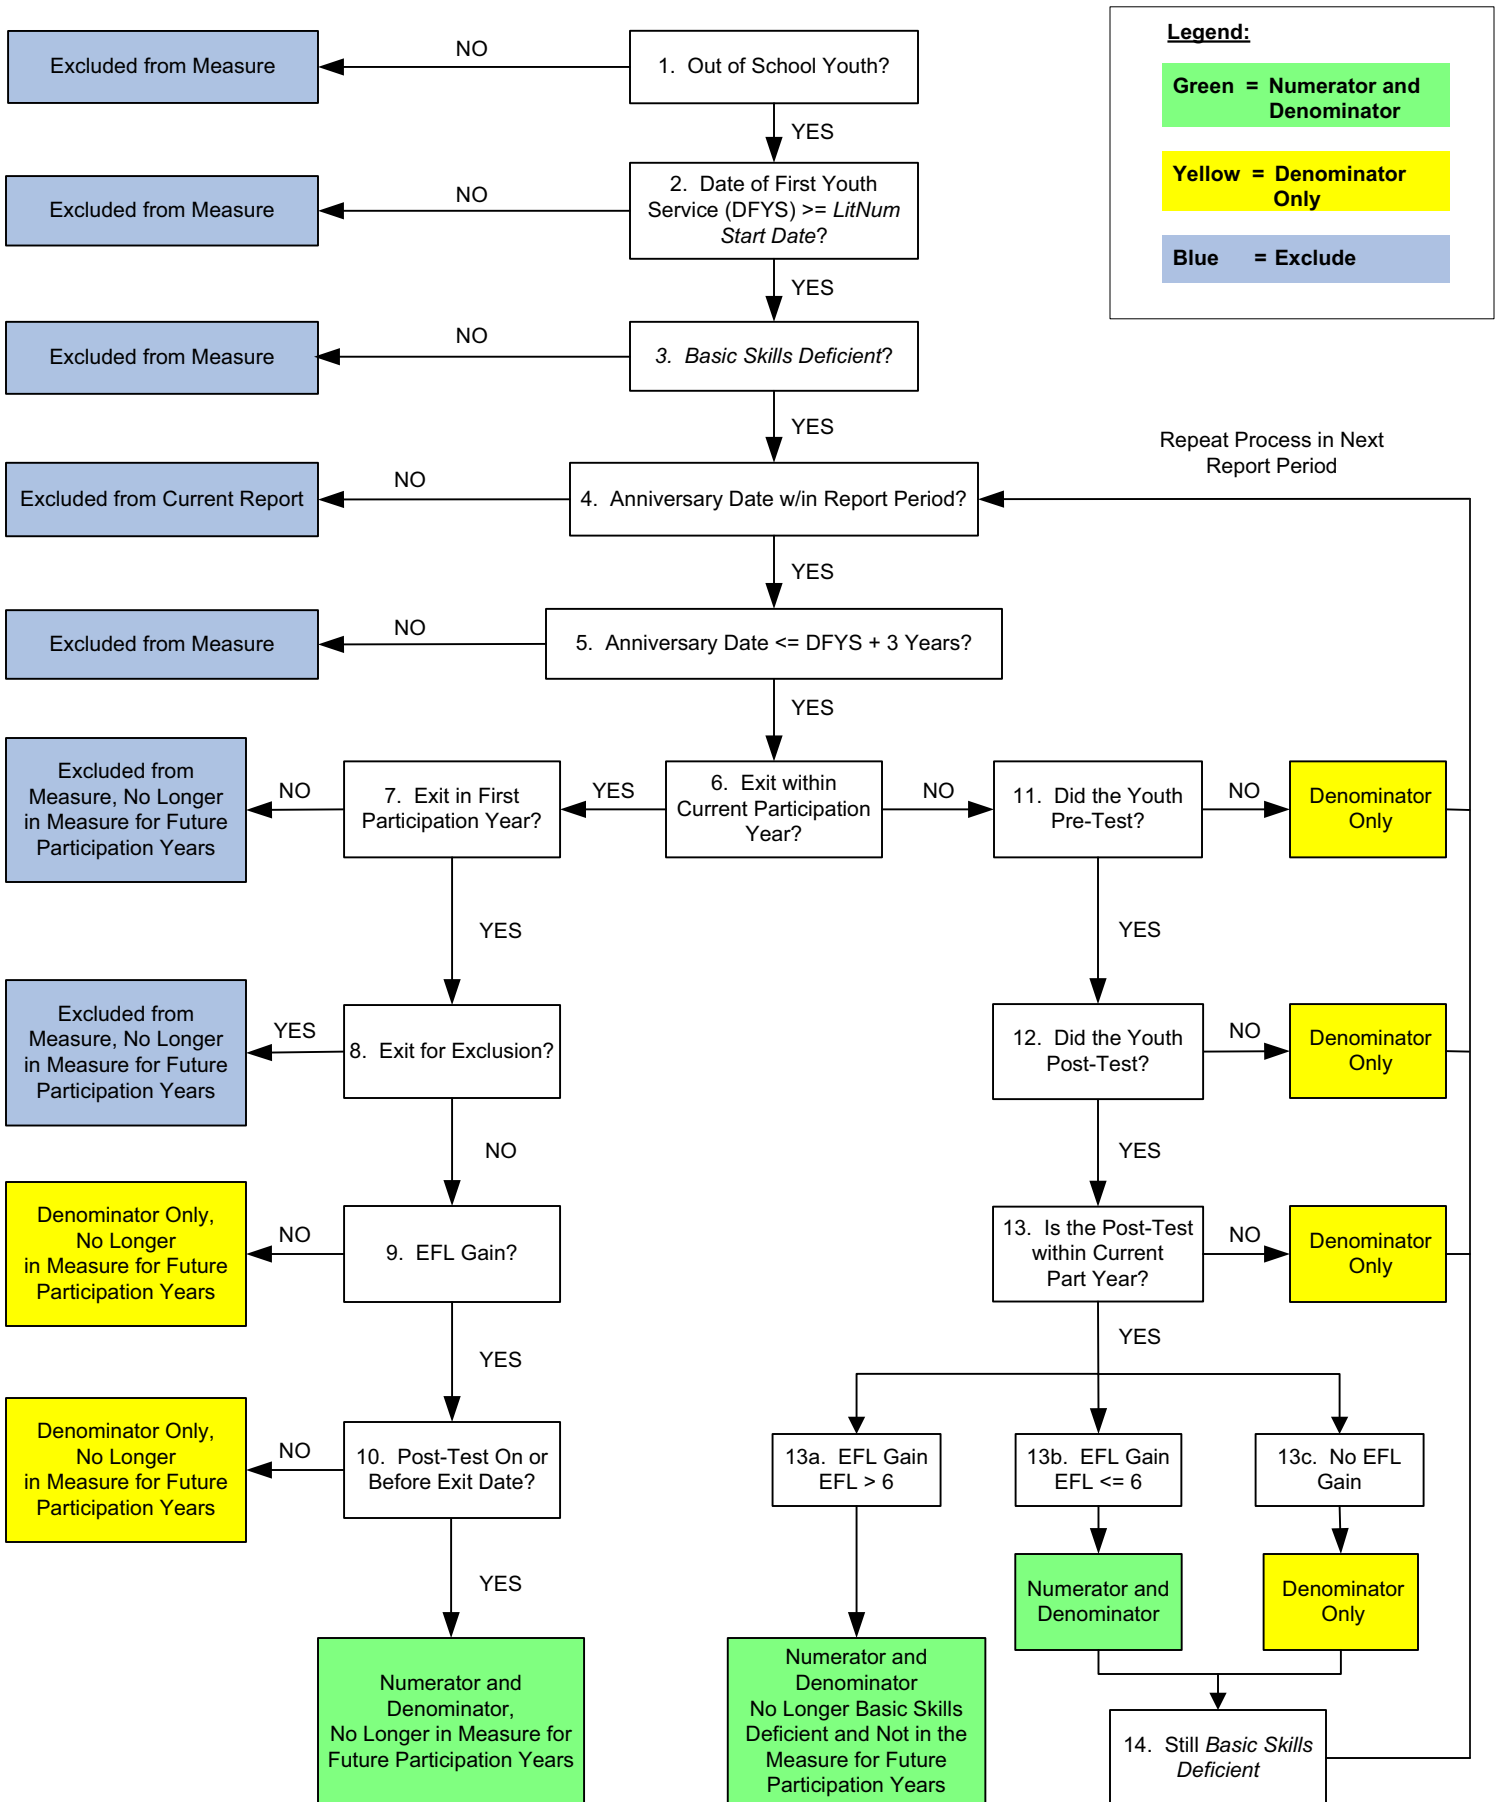 Legend:
Green = Numerator and
Denominator
Yellow = Denominator
Only
Blue = Exclude
Excluded from Measure
NO
1. Out of School Youth?
YES
Excluded from Measure
NO
2. Date of First Youth
Service (DFYS) >= LitNum
Start Date?
YES
Excluded from Measure
NO
3. Basic Skills Deficient?
YES
Repeat Process in Next
Report Period
Excluded from Current Report
NO
4. Anniversary Date w/in Report Period?
YES
Excluded from Measure
NO
5. Anniversary Date <= DFYS + 3 Years?
YES
Excluded from
Measure, No Longer
in Measure for Future
Participation Years
NO
7. Exit in First
Participation Year?
YES
6. Exit within
Current Participation
Year?
NO
11. Did the Youth
Pre-Test?
NO
Denominator
Only
YES
YES
Excluded from
Measure, No Longer
in Measure for Future
Participation Years
YES
8. Exit for Exclusion?
12. Did the Youth
Post-Test?
NO
Denominator
Only
NO
YES
Denominator Only,
No Longer
in Measure for Future
Participation Years
NO
9. EFL Gain?
13. Is the Post-Test
within Current
Part Year?
NO
Denominator
Only
YES
YES
Denominator Only,
No Longer
in Measure for Future
Participation Years
NO
10. Post-Test On or
Before Exit Date?
13a. EFL Gain
EFL > 6
13b. EFL Gain
EFL <= 6
13c. No EFL
Gain
YES
Numerator and
Denominator
Denominator
Only
Numerator and
Denominator,
No Longer in Measure for
Future Participation Years
Numerator and
Denominator
No Longer Basic Skills
Deficient and Not in the
Measure for Future
Participation Years
14. Still Basic Skills
Deficient